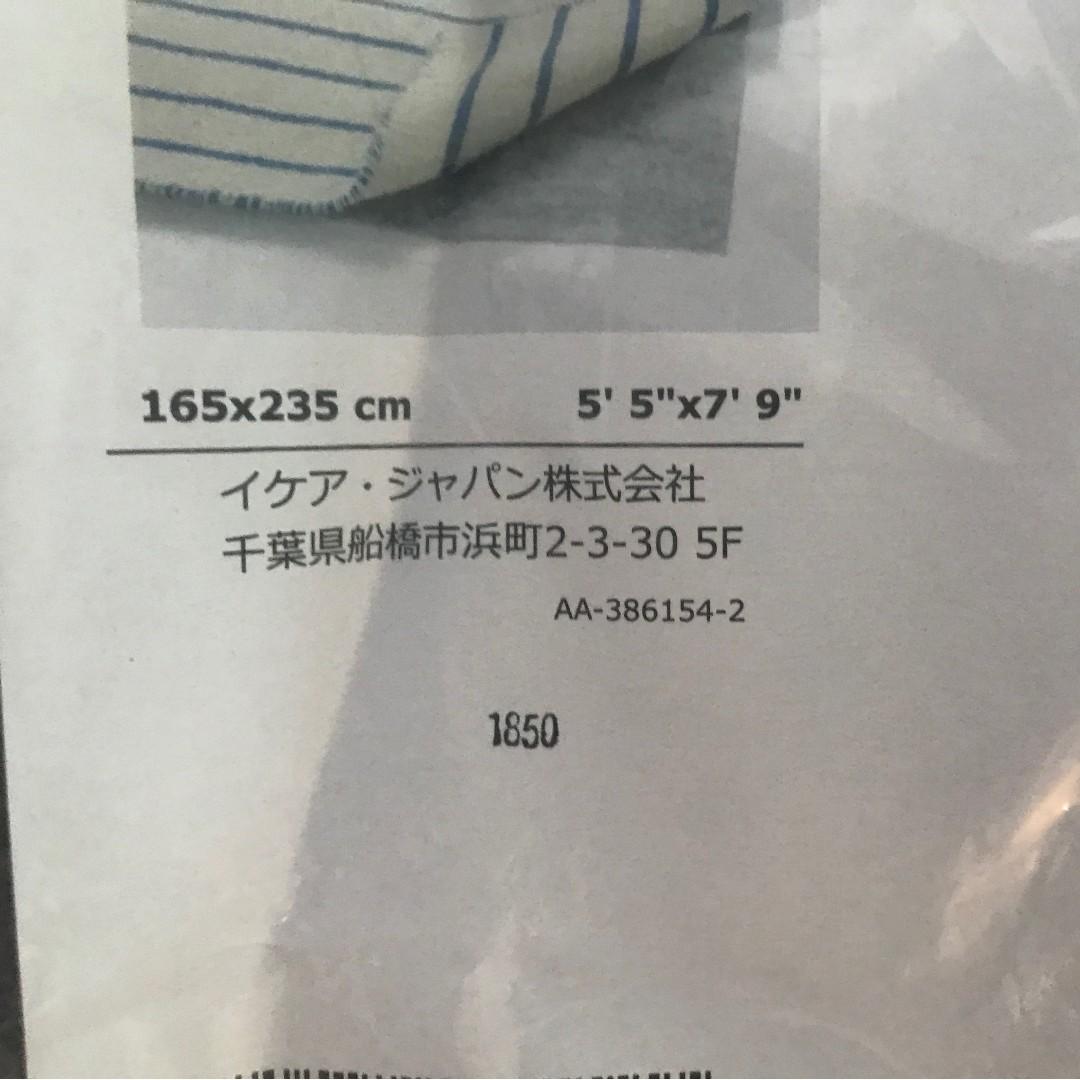 165x235 cm 5' 5"x7' 9"
イケア・ジャパン株式会社
千葉県船橋市浜町2-3-30 5F
AA-386154-2
1850